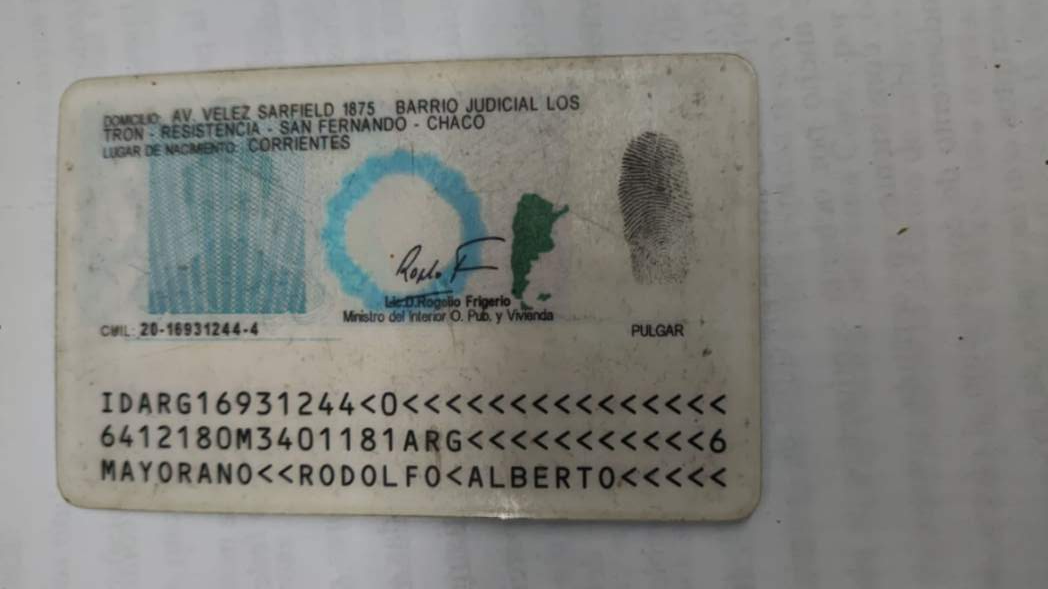 DOMICILIO: AV. VELEZ SARFIELD 1875 BARRIO JUDICIAL LOS
TRON - RESISTENCIA - SAN FERNANDO - CHACO
LUGAR DE NACIMIENTO: CORRIENTES
Lic.D.Rogelio Frigerio
Ministro del Interior O. Pub. y Vivienda
CUIL: 20-16931244-4
PULGAR
IDARG16931244<0<<<<<<<<<<<<<<<
6412180M3401181ARG<<<<<<<<<<<6
MAYORANO<<RODOLFO<ALBERTO<<<<<